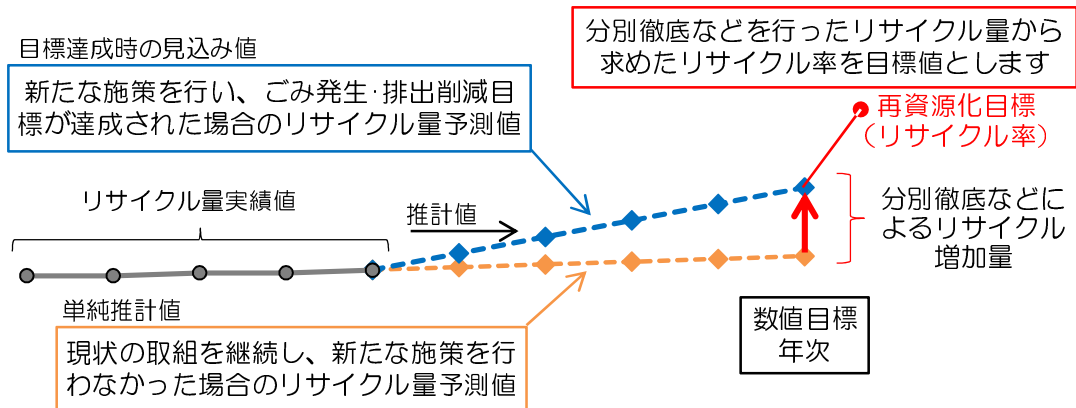 目標達成時の見込み値
新たな施策を行い、ごみ発生・排出削減目
標が達成された場合のリサイクル量予測値
分別徹底などを行ったリサイクル量から
求めたリサイクル率を目標値とします
再資源化目標
（リサイクル率）
リサイクル量実績値
推計値
分別徹底などに
よるリサイクル
増加量
単純推計値
現状の取組を継続し、新たな施策を行
わなかった場合のリサイクル量予測値
数値目標
年次